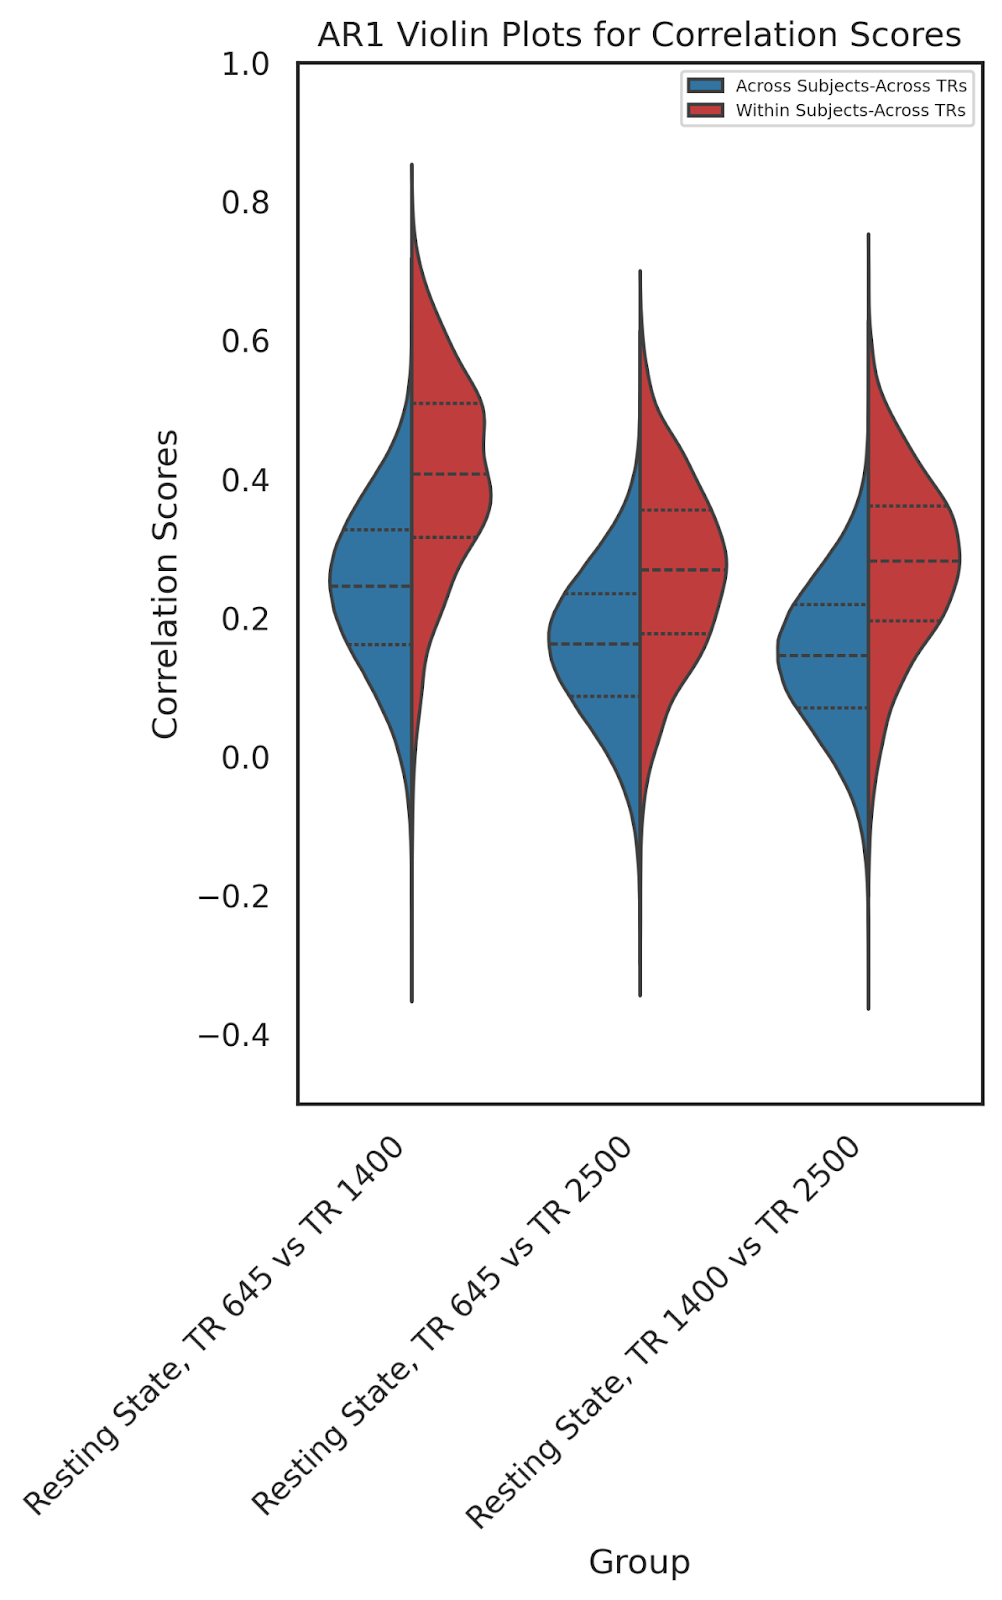 AR1 Violin Plots for Correlation Scores
Across Subjects-Across TRs
Within Subjects-Across TRs
1.0
0.8
0.6
0.4
0.2
0.0
−0.2
−0.4
Correlation Scores
Resting State, TR 645 vs TR 1400
Resting State, TR 645 vs TR 2500
Resting State, TR 1400 vs TR 2500
Group